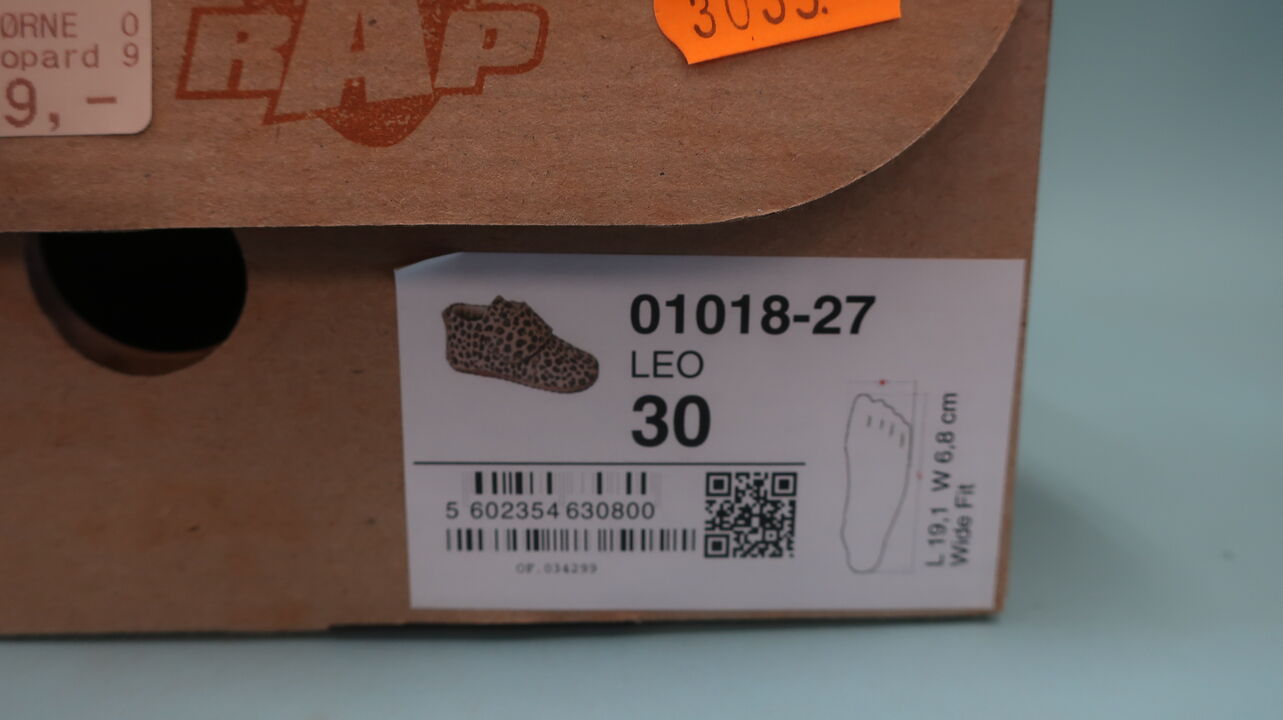 ØRNE 0
opard 9
9,-
RAP
01018-27
LEO
30
5 602354 630800
OF.034299
L 19,1 W 6,8 cm
Wide Fit